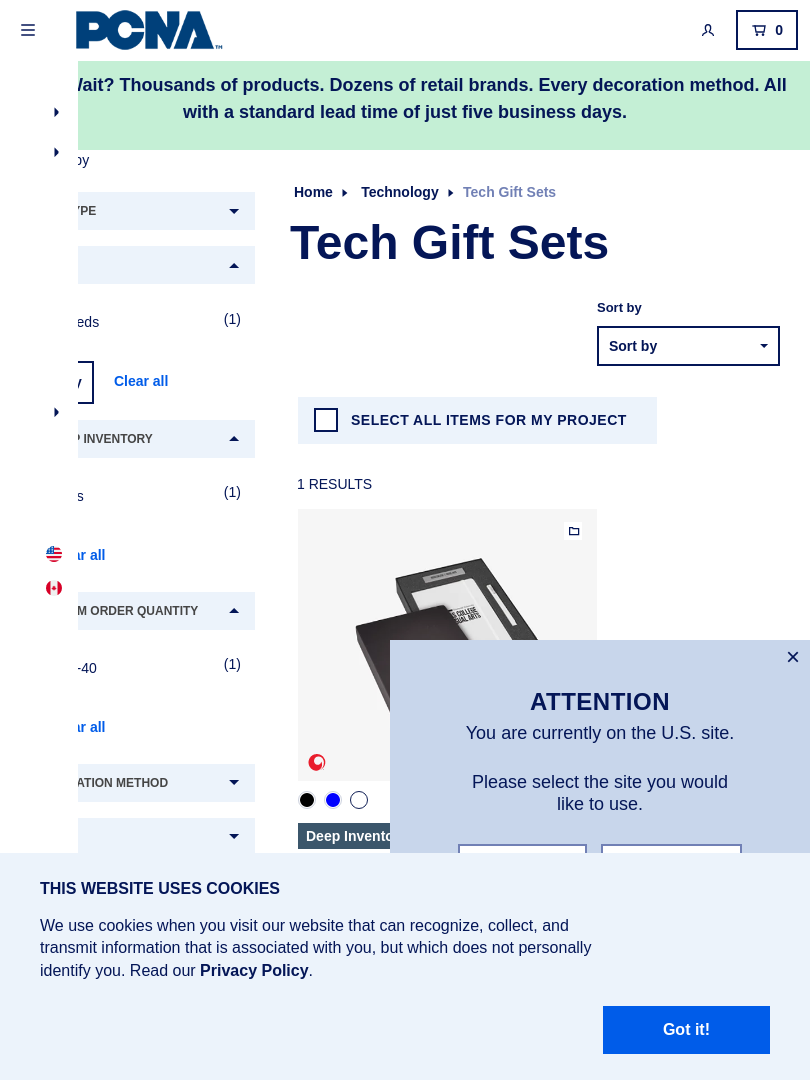 PCNA
TM
0
Wait? Thousands of products. Dozens of retail brands. Every decoration method. All
with a standard lead time of just five business days.
by
Home Technology Tech Gift Sets
YPE
Tech Gift Sets
(1)
eds
Sort by
Sort by
Clear all
SELECT ALL ITEMS FOR MY PROJECT
P INVENTORY
1 RESULTS
(1)
s
ar all
M ORDER QUANTITY
(1)
-40
ar all
ATION METHOD
Deep Invento
×
ATTENTION
You are currently on the U.S. site.
Please select the site you would
like to use.
THIS WEBSITE USES COOKIES
We use cookies when you visit our website that can recognize, collect, and
transmit information that is associated with you, but which does not personally
identify you. Read our Privacy Policy.
Got it!